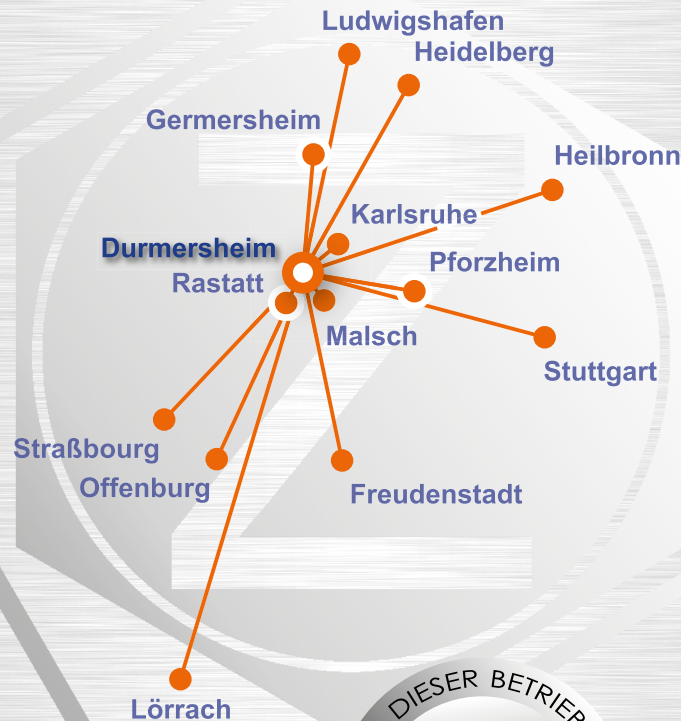 Ludwigshafen
Heidelberg
Germersheim
Heilbronn
Karlsruhe
Durmersheim
Pforzheim
Rastatt
Malsch
Stuttgart
Straßbourg
Offenburg
Freudenstadt
Lörrach
DIESER BETRIEB